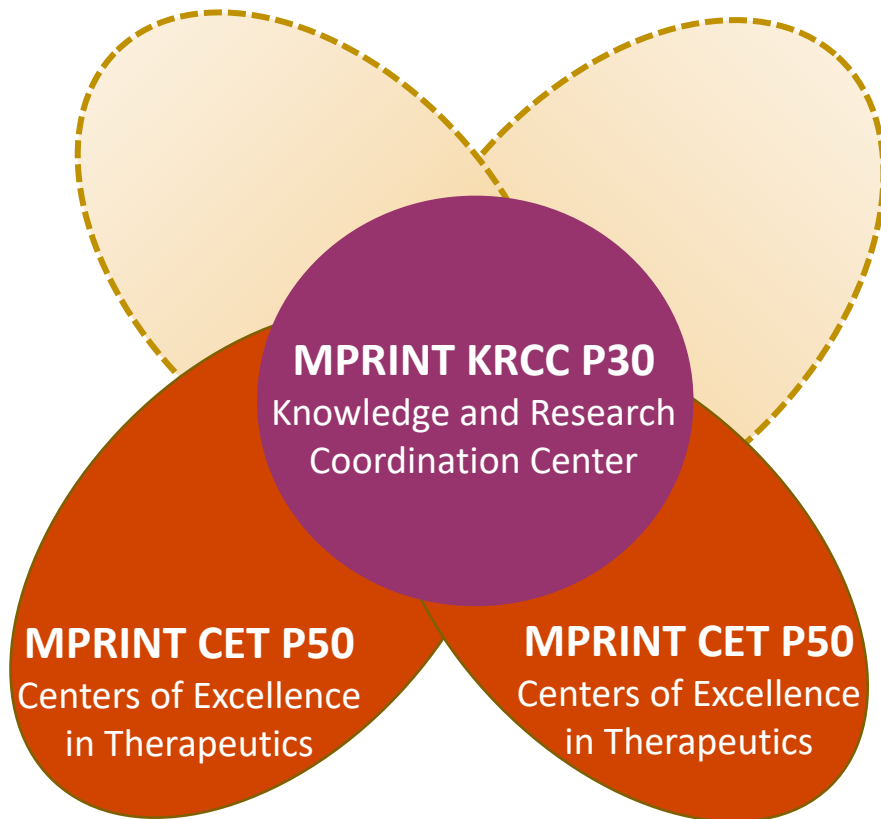 MPRINT KRCC P30
Knowledge and Research
Coordination Center
MPRINT CET P50
Centers of Excellence
in Therapeutics
MPRINT CET P50
Centers of Excellence
in Therapeutics